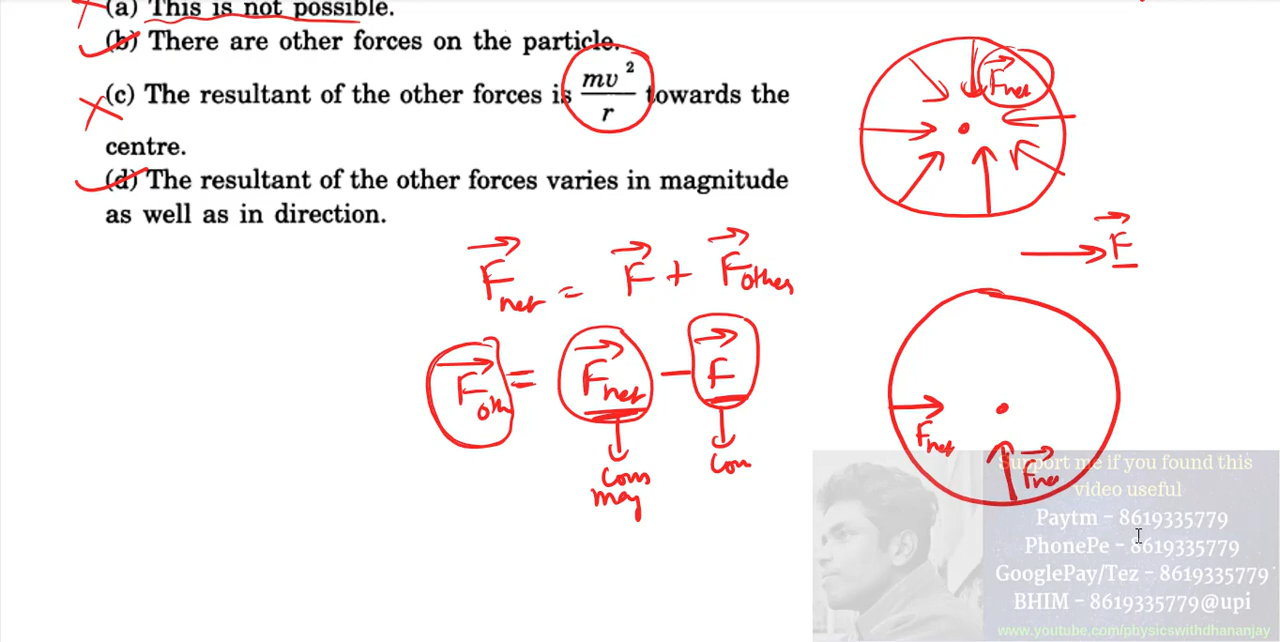 (a) This is not possible.
(b) There are other forces on the particle.
(c) The resultant of the other forces is mv²/r towards the
centre.
(d) The resultant of the other forces varies in magnitude
as well as in direction.
F net
F
F net = F + F other
F oth = F net - F
F net
F net
cons
mag
con
Support me if you found this
video useful
Paytm - 8619335779
PhonePe - 8619335779
GooglePay/Tez - 8619335779
BHIM - 8619335779@upi
www.youtube.com/physicswithdhananjay